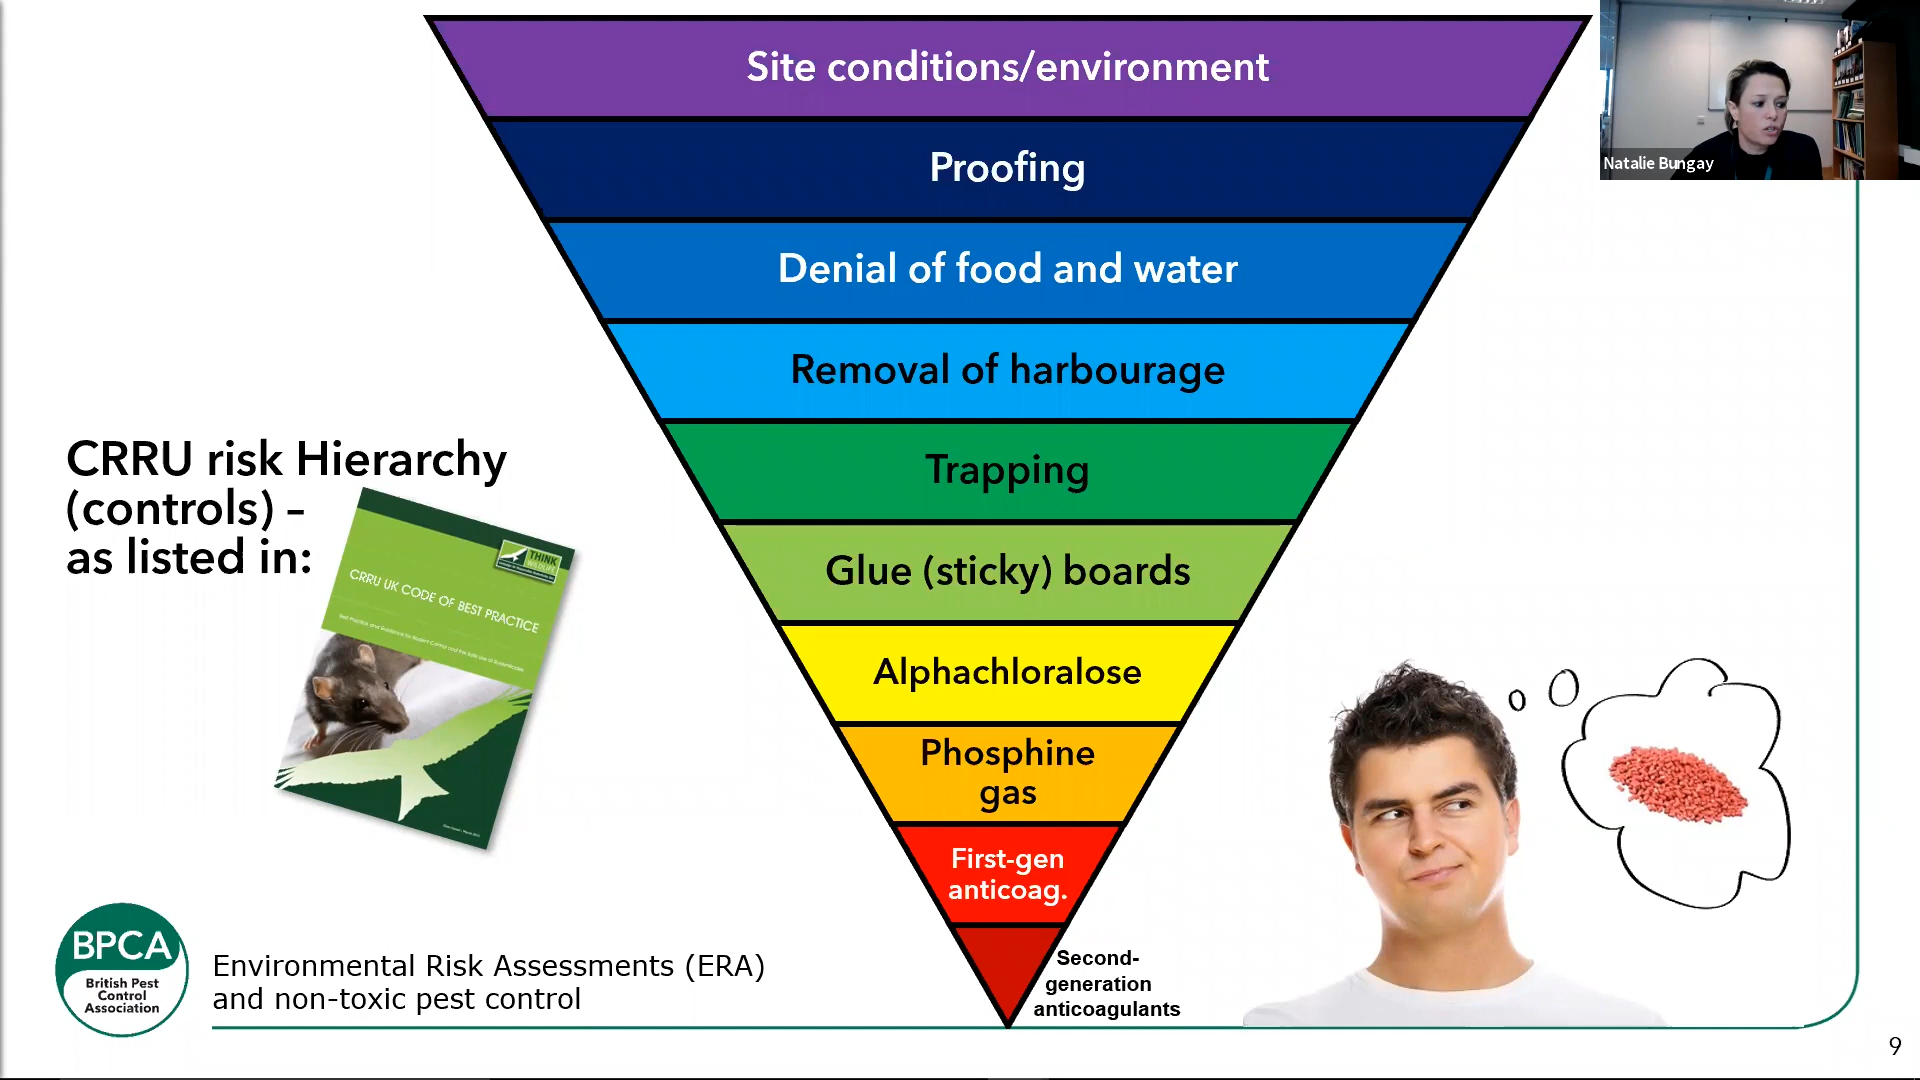 Site conditions/environment
Proofing
Denial of food and water
Removal of harbourage
Trapping
Glue (sticky) boards
Alphachloralose
Phosphine
gas
First-gen
anticoag.
Second-
generation
anticoagulants
Natalie Bungay
CRRU risk Hierarchy
(controls) –
as listed in:
THINK
WILDLIFE
CRRU UK CODE OF BEST PRACTICE
BPCA
British Pest
Control
Association
Environmental Risk Assessments (ERA)
and non-toxic pest control
9